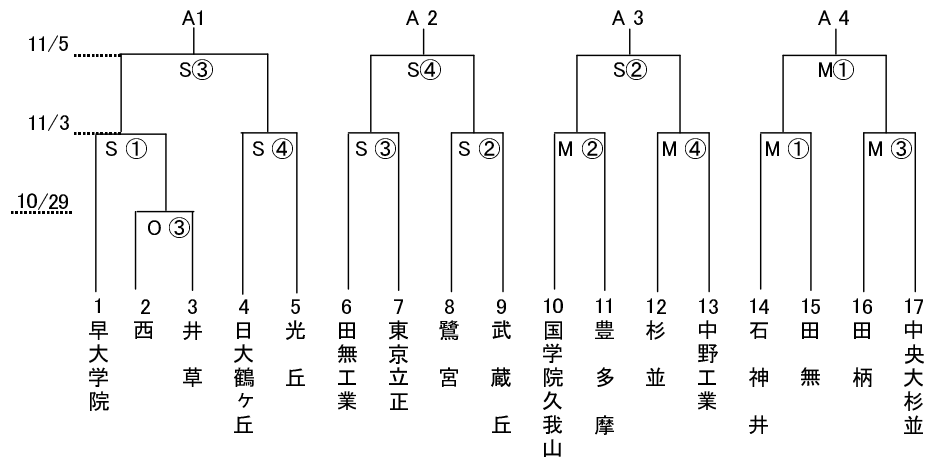 A1 A 2 A 3 A 4
11/5
S③ S④ S② M①
11/3
S ① S ④ S ③ S ② M ② M ④ M ① M ③
10/29
O ③
1 2 3 4 5 6 7 8 9 10 11 12 13 14 15 16 17
早大学院
西
井草
日大鶴ヶ丘
光丘
田無工業
東京立正
鷺宮
武蔵丘
国学院久我山
豊多摩
杉並
中野工業
石神井
田無
田柄
中央大杉並